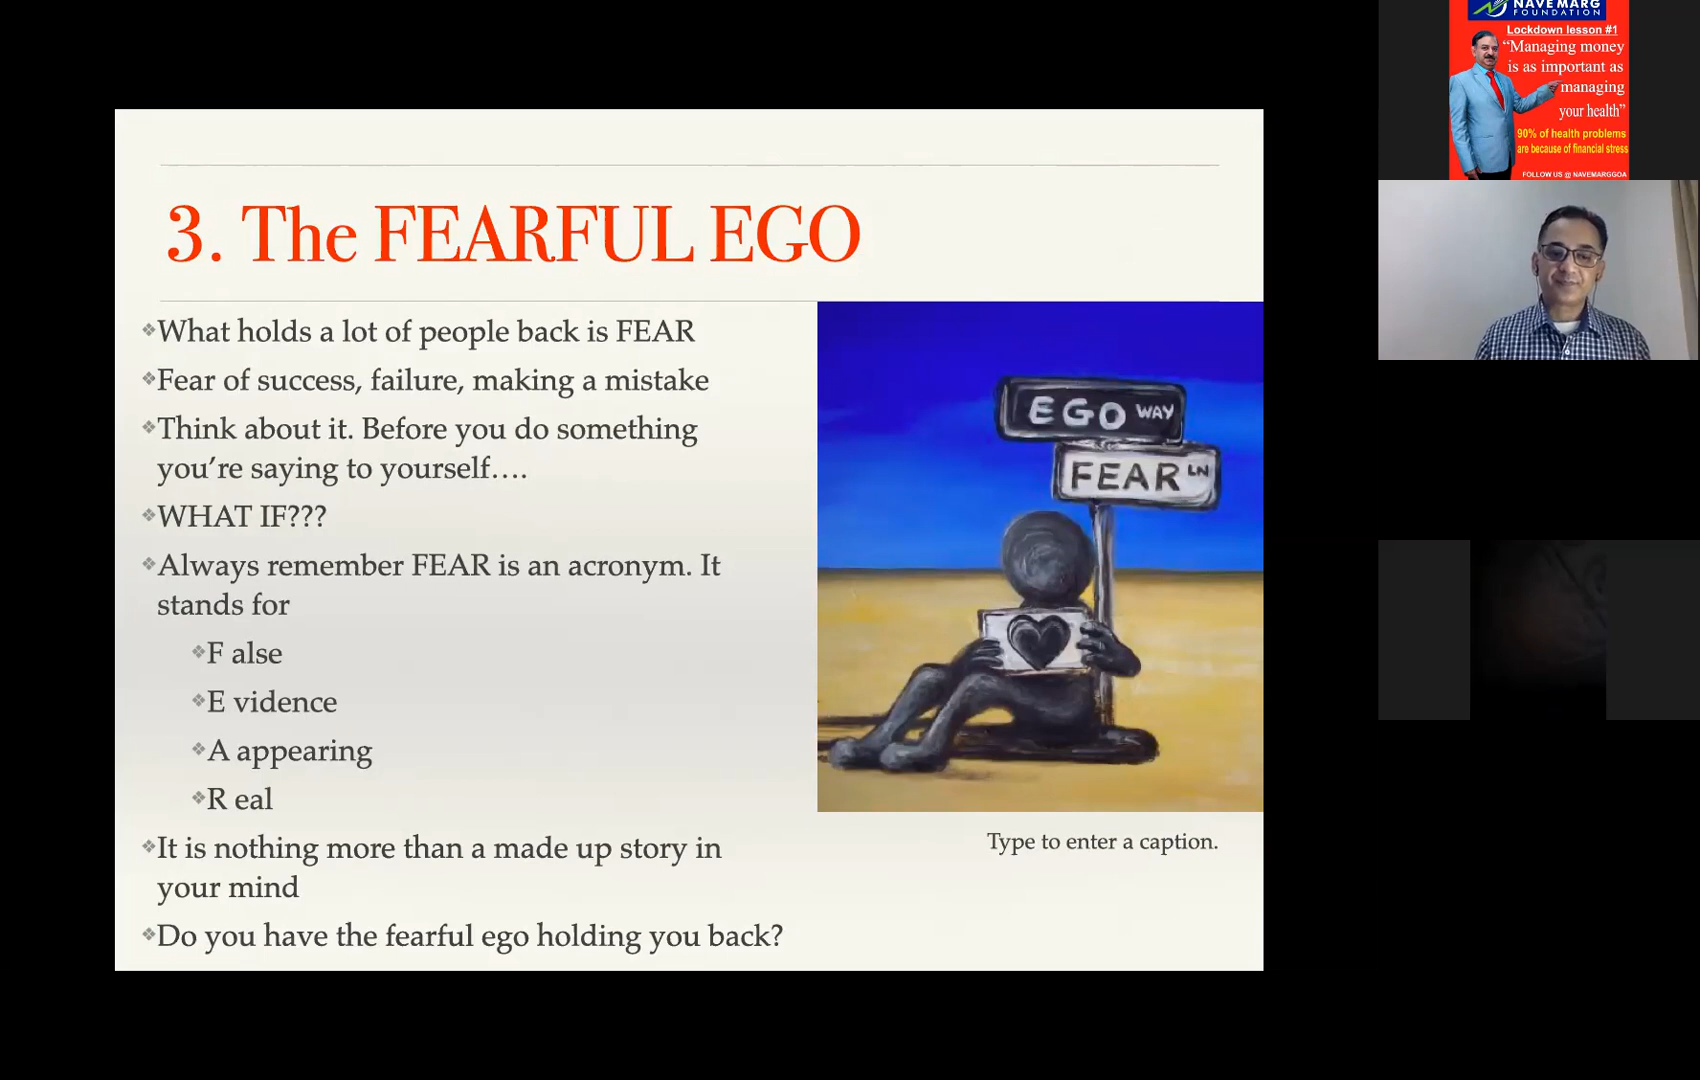 3. The FEARFUL EGO
❖What holds a lot of people back is FEAR
❖Fear of success, failure, making a mistake
❖Think about it. Before you do something
you’re saying to yourself….
❖WHAT IF???
❖Always remember FEAR is an acronym. It
stands for
❖F alse
❖E vidence
❖A appearing
❖R eal
❖It is nothing more than a made up story in
your mind
❖Do you have the fearful ego holding you back?
EGO WAY
FEAR LN
Type to enter a caption.
NAVE MARG
FOUNDATION
Lockdown lesson #1
“Managing money
is as important as
managing
your health”
90% of health problems
are because of financial stress
FOLLOW US @ NAVEMARGGOA